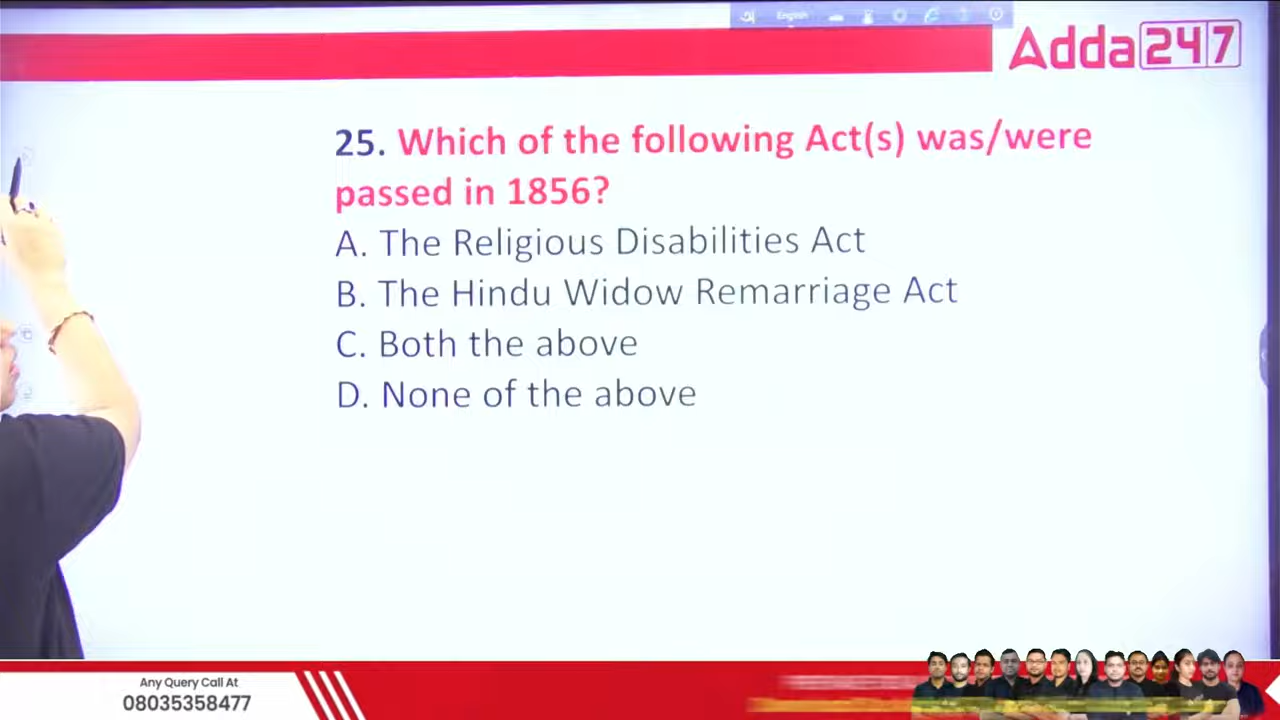 English
Adda247
25. Which of the following Act(s) was/were
passed in 1856?
A. The Religious Disabilities Act
B. The Hindu Widow Remarriage Act
C. Both the above
D. None of the above
Any Query Call At
08035358477